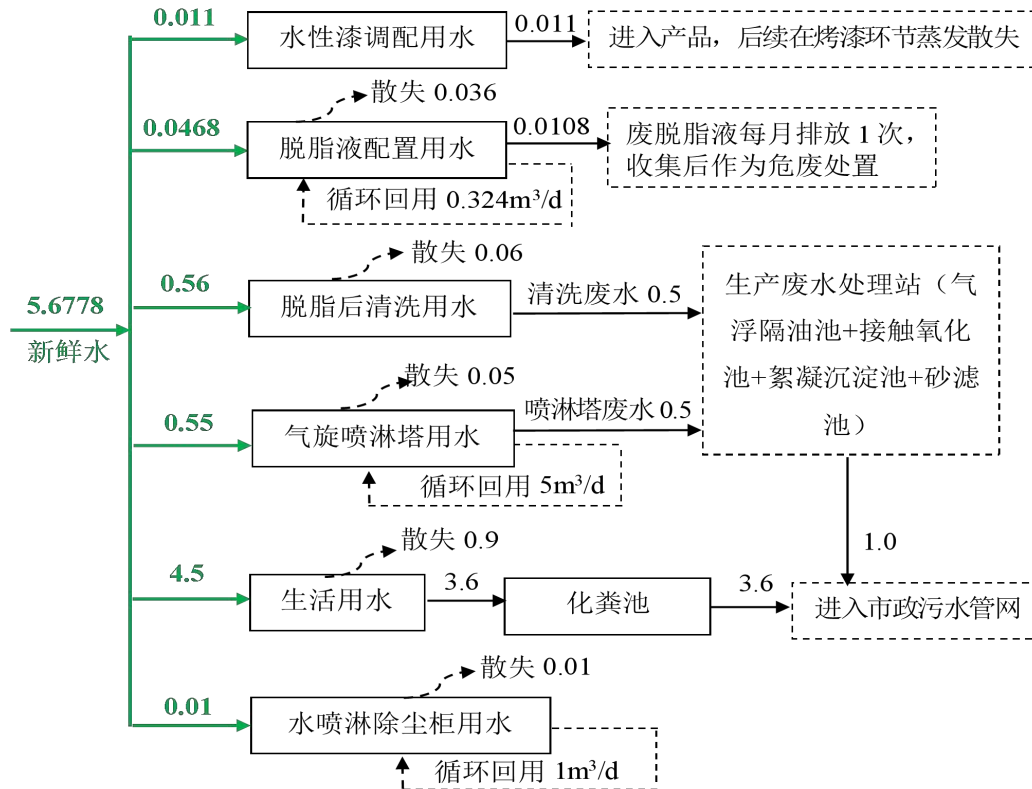 0.011
水性漆调配用水
0.011
进入产品，后续在烤漆环节蒸发散失
散失 0.036
0.0468
脱脂液配置用水
0.0108
废脱脂液每月排放 1 次，
收集后作为危废处置
循环回用 0.324m³/d
散失 0.06
0.56
脱脂后清洗用水
清洗废水 0.5
生产废水处理站（气
浮隔油池+接触氧化
池+絮凝沉淀池+砂滤
池）
5.6778
新鲜水
散失 0.05
0.55
气旋喷淋塔用水
喷淋塔废水 0.5
循环回用 5m³/d
散失 0.9
1.0
4.5
生活用水
3.6
化粪池
3.6
进入市政污水管网
散失 0.01
0.01
水喷淋除尘柜用水
循环回用 1m³/d